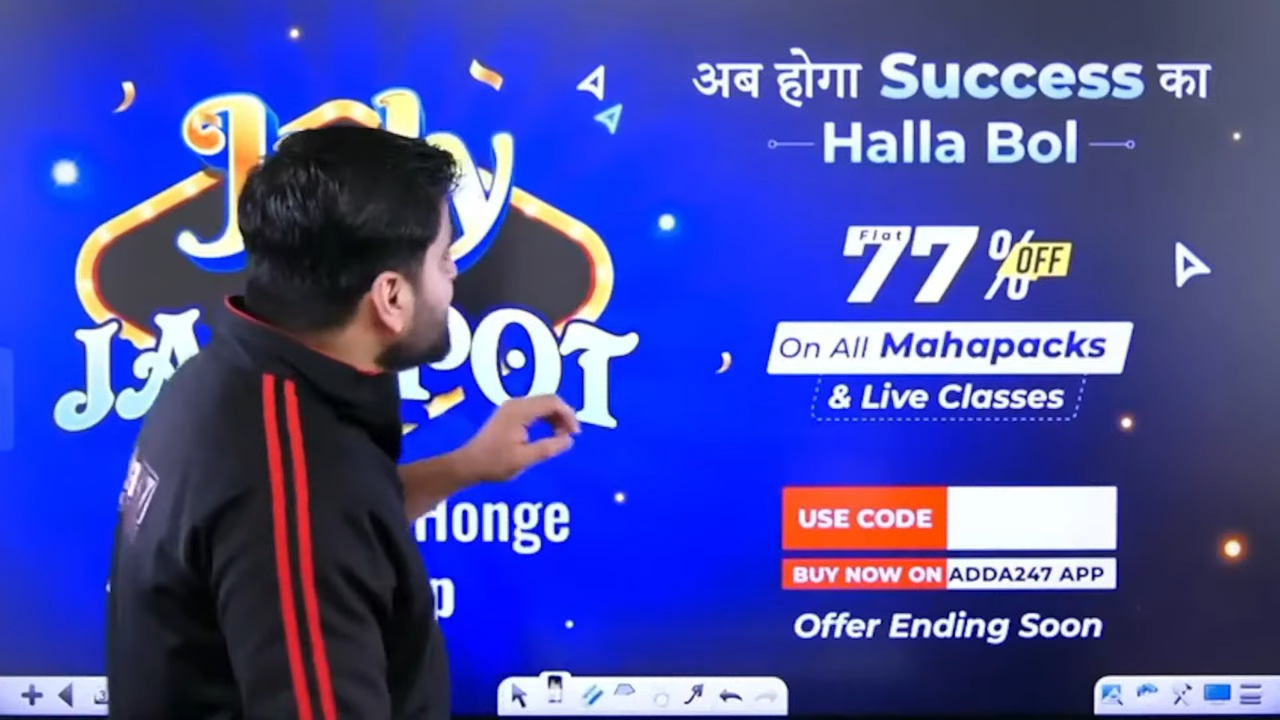 अब होगा Success का
Halla Bol
Flat
77% OFF
On All Mahapacks
& Live Classes
Honge
USE CODE
BUY NOW ON ADDA247 APP
Offer Ending Soon